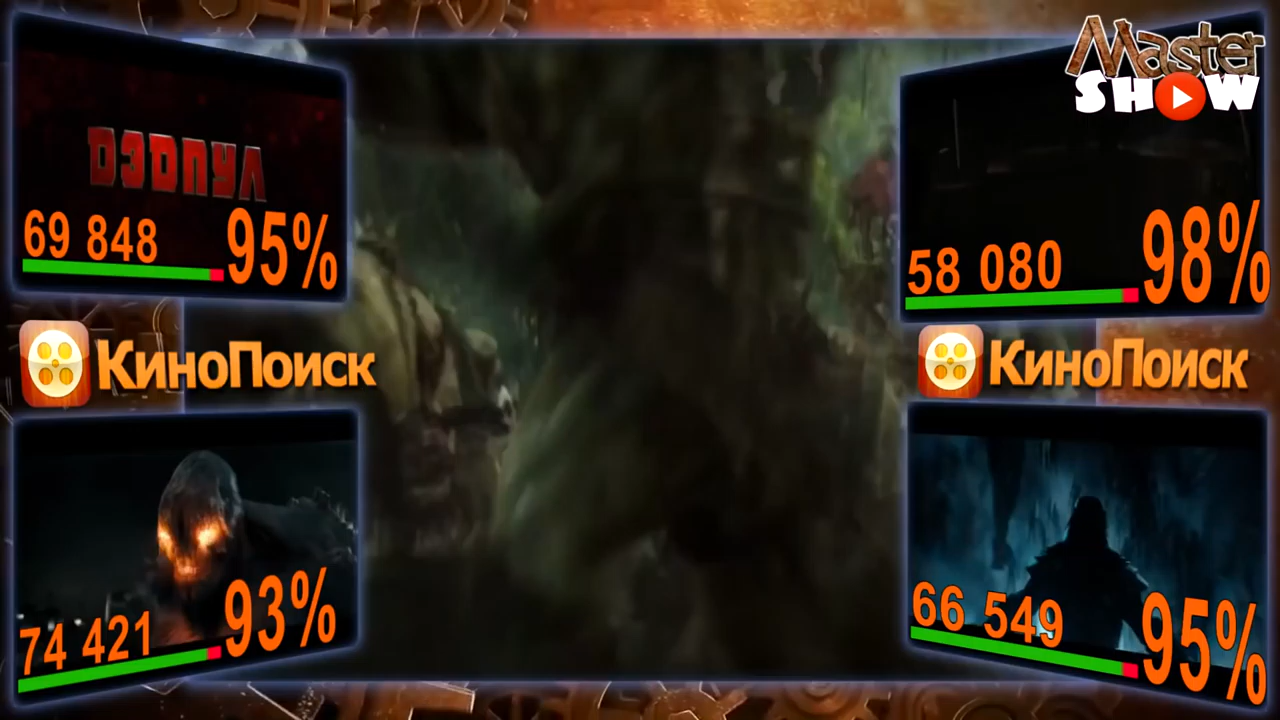 Master
SHOW
ДЭДПУЛ
69 848 95%
58 080 98%
КиноПоиск
КиноПоиск
74 421 93%
66 549 95%